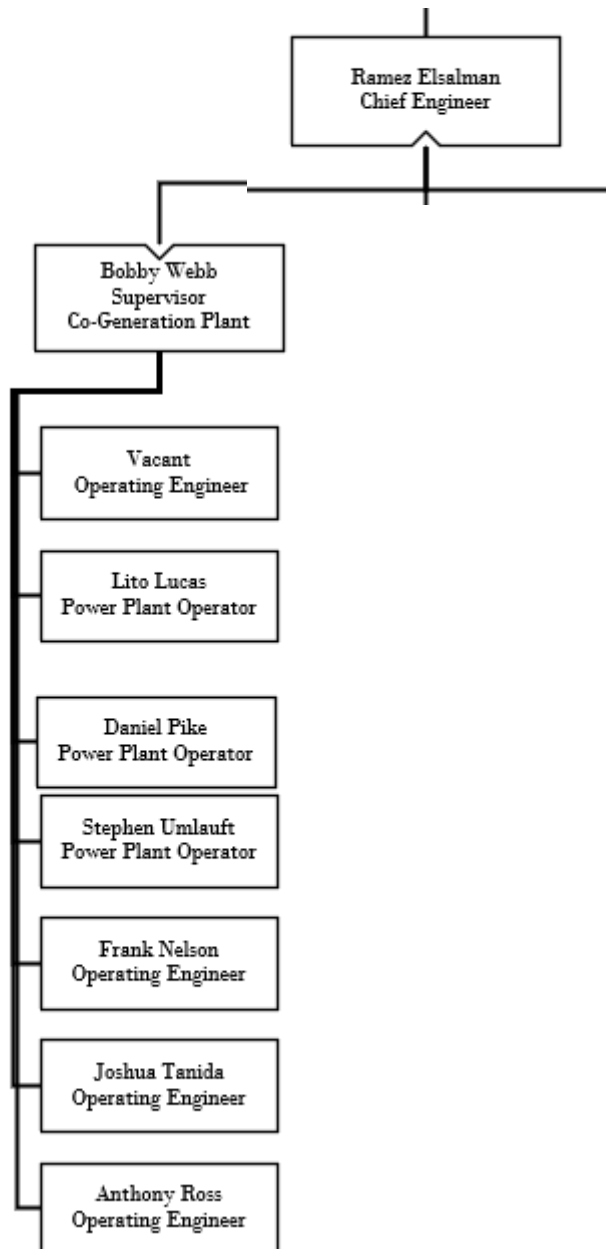 Ramez Elsalman
Chief Engineer
Bobby Webb
Supervisor
Co-Generation Plant
Vacant
Operating Engineer
Lito Lucas
Power Plant Operator
Daniel Pike
Power Plant Operator
Stephen Umlauft
Power Plant Operator
Frank Nelson
Operating Engineer
Joshua Tanida
Operating Engineer
Anthony Ross
Operating Engineer